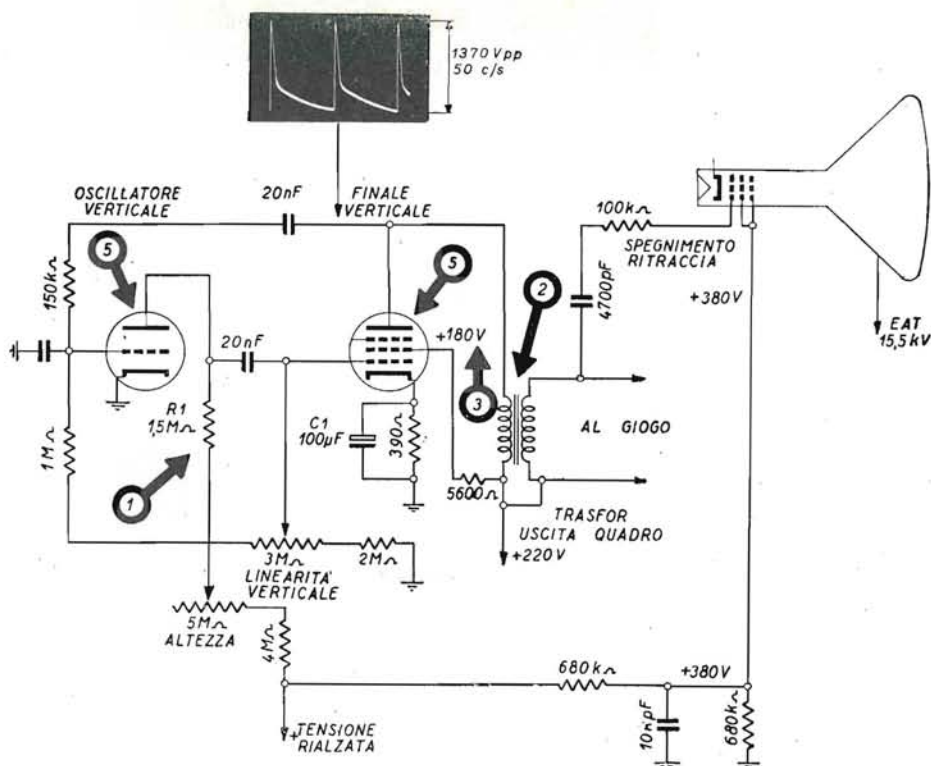 1370 Vpp
50 c/s
OSCILLATORE
VERTICALE
20nF
FINALE
VERTICALE
100kΩ
SPEGNIMENTO
RITRACCIA
4700pF
+380V
EAT
15,5 kV
150kΩ
5
5
2
+180V
20nF
3
R1
1,5MΩ
C1
100µF
390Ω
AL GIOGO
1MΩ
1
5600Ω
TRASFOR
USCITA QUADRO
+220V
3MΩ
2MΩ
LINEARITA'
VERTICALE
5MΩ
ALTEZZA
4MΩ
680kΩ
+380V
680kΩ
+TENSIONE
RIALZATA